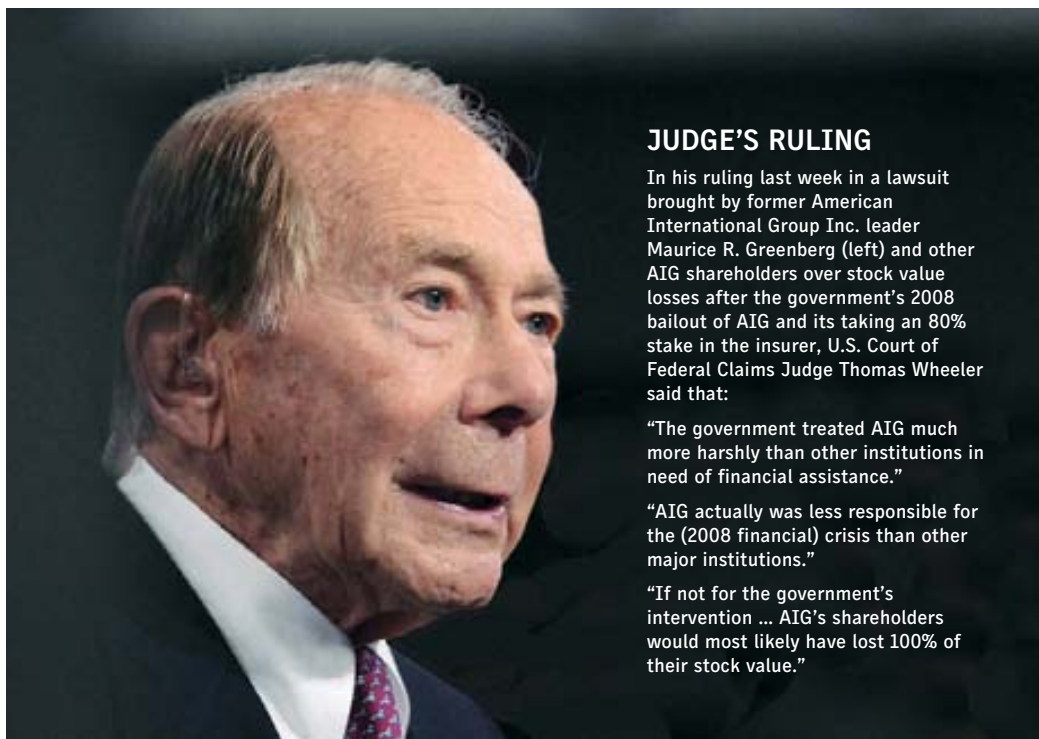 JUDGE’S RULING
In his ruling last week in a lawsuit
brought by former American
International Group Inc. leader
Maurice R. Greenberg (left) and other
AIG shareholders over stock value
losses after the government’s 2008
bailout of AIG and its taking an 80%
stake in the insurer, U.S. Court of
Federal Claims Judge Thomas Wheeler
said that:
“The government treated AIG much
more harshly than other institutions in
need of financial assistance.”
“AIG actually was less responsible for
the (2008 financial) crisis than other
major institutions.”
“If not for the government’s
intervention ... AIG’s shareholders
would most likely have lost 100% of
their stock value.”